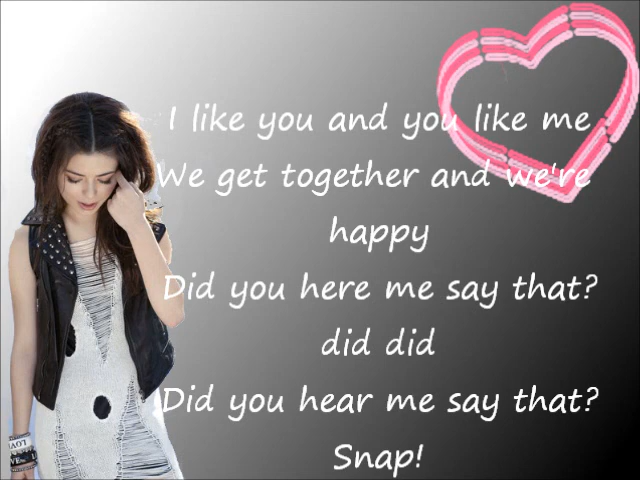 I like you and you like me
We get together and we're
happy
Did you here me say that?
did did
Did you hear me say that?
Snap!
LOVE